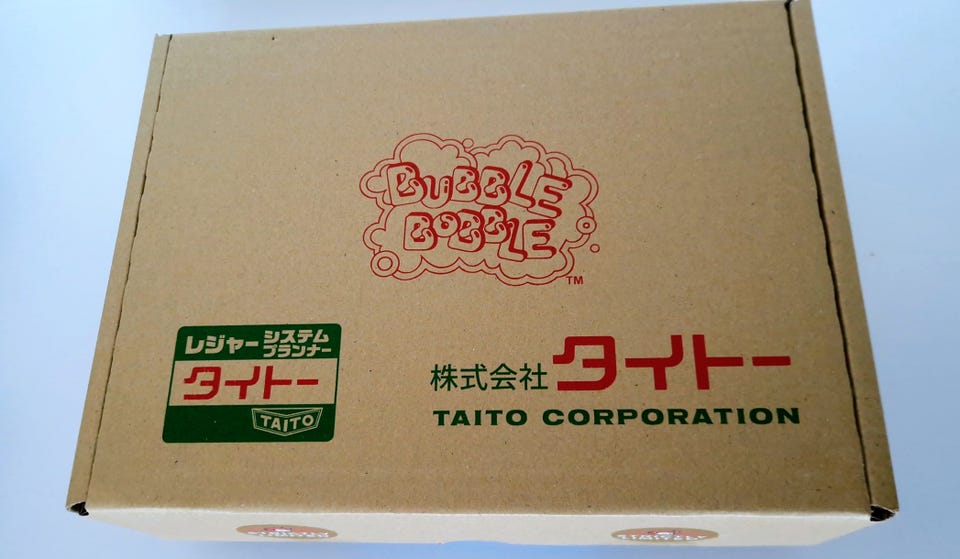 BUBBLE
BOBBLE
TM
レジャー システム
プランナー
タイトー
TAITO
株式会社 タイトー
TAITO CORPORATION